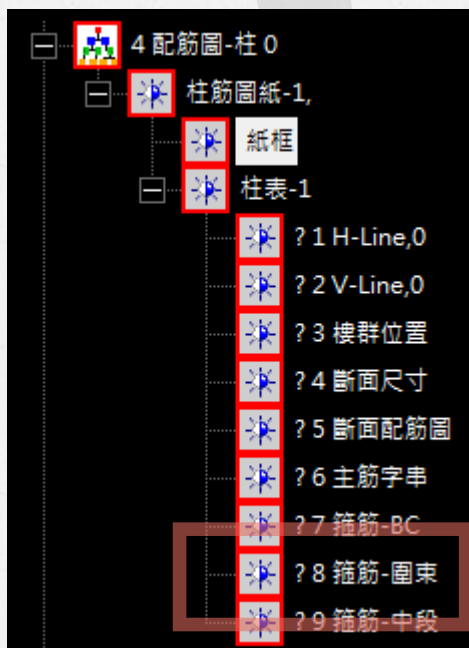 4 配筋圖-柱 0
柱筋圖紙-1,
紙框
柱表-1
? 1 H-Line,0
? 2 V-Line,0
? 3 樓群位置
? 4 斷面尺寸
? 5 斷面配筋圖
? 6 主筋字串
? 7 箍筋-BC
? 8 箍筋-圍束
? 9 箍筋-中段